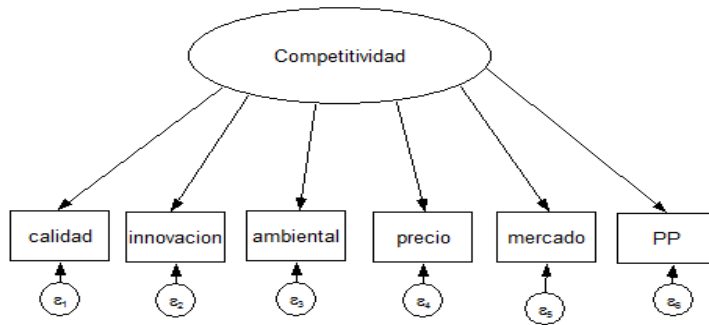 Competitividad
calidad
innovacion
ambiental
precio
mercado
PP
ε₁
ε₂
ε₃
ε₄
ε₅
ε₆